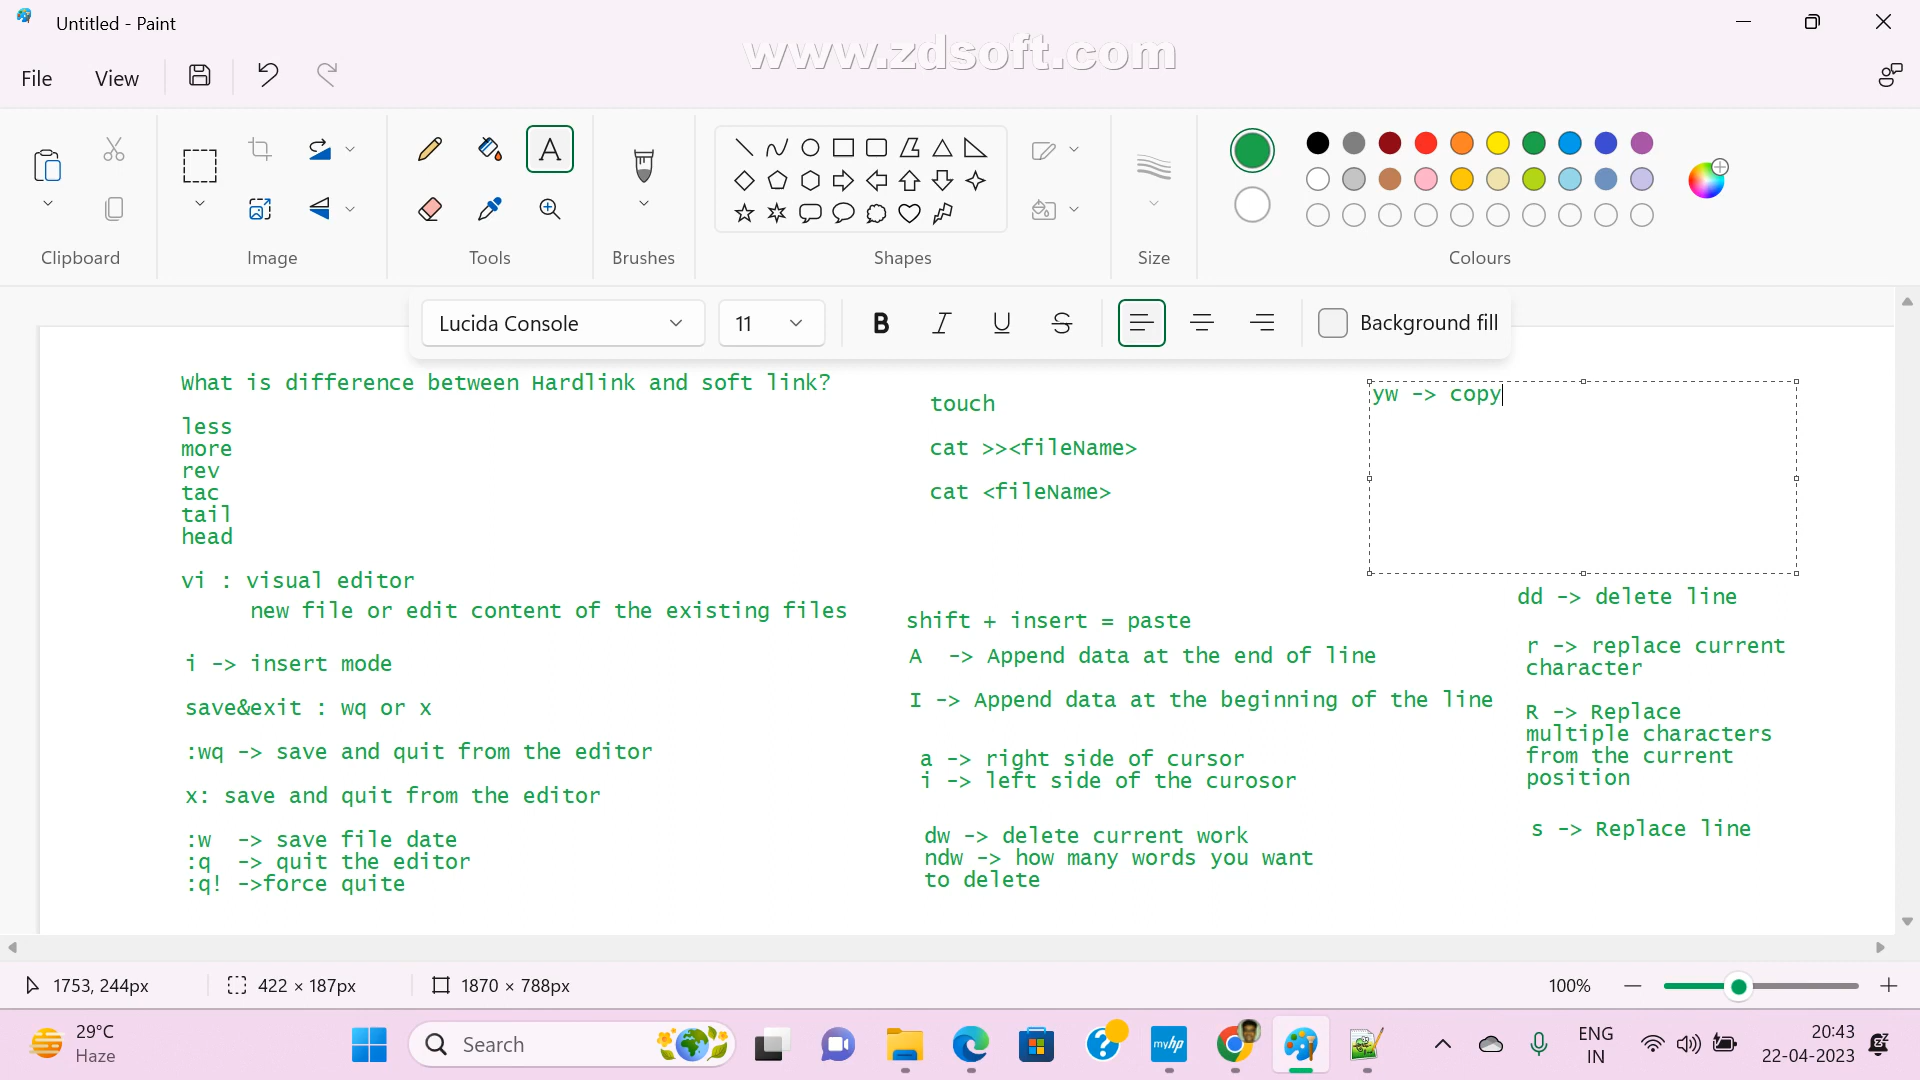 Untitled - Paint
www.zdsoft.com
File
View
Clipboard
Image
Tools
Brushes
Shapes
Size
Colours
Lucida Console
11
B
I
U
S
Background fill
What is difference between Hardlink and soft link?
less
more
rev
tac
tail
head
vi : visual editor
new file or edit content of the existing files
i -> insert mode
save&exit : wq or x
:wq -> save and quit from the editor
x: save and quit from the editor
:w -> save file date
:q -> quit the editor
:q! ->force quite
touch
cat >><fileName>
cat <fileName>
shift + insert = paste
A -> Append data at the end of line
I -> Append data at the beginning of the line
a -> right side of cursor
i -> left side of the curosor
dw -> delete current work
ndw -> how many words you want
to delete
yw -> copy
dd -> delete line
r -> replace current
character
R -> Replace
multiple characters
from the current
position
s -> Replace line
1753, 244px
422 × 187px
1870 × 788px
100%
29°C
Haze
Search
myhp
ENG
IN
20:43
22-04-2023